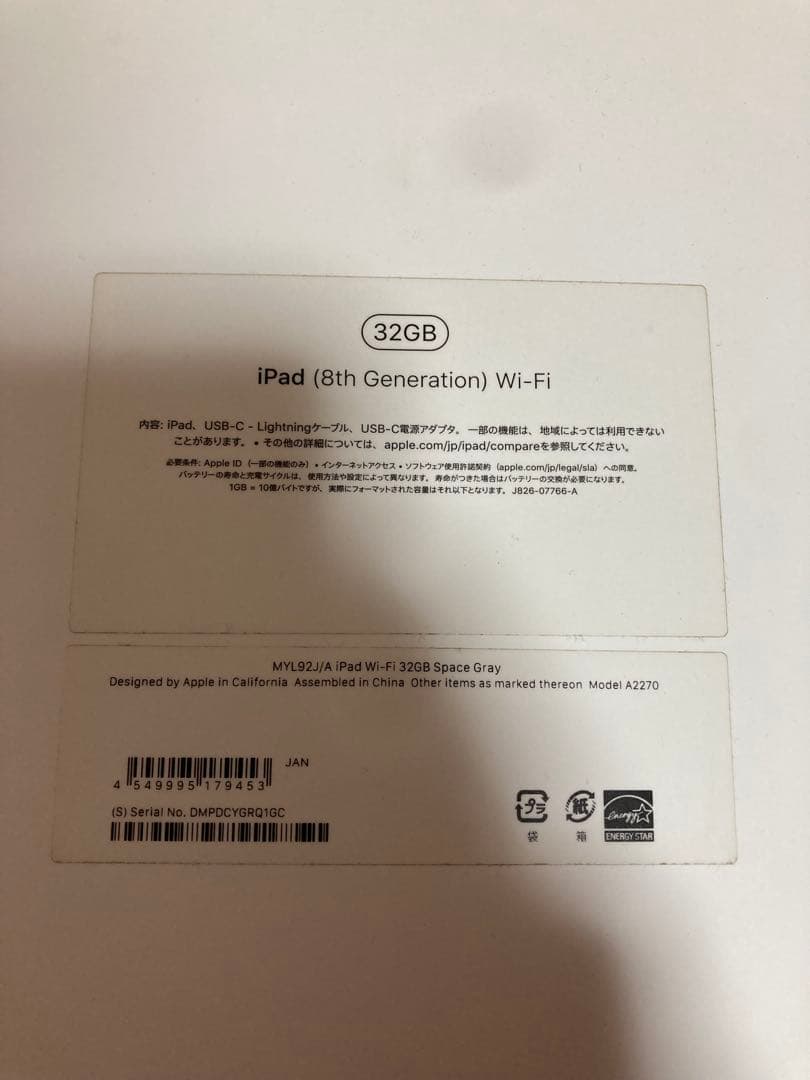 32GB
iPad (8th Generation) Wi-Fi
内容: iPad、USB-C - Lightningケーブル、USB-C電源アダプタ。一部の機能は、地域によっては利用できない
ことがあります。• その他の詳細については、apple.com/jp/ipad/compareを参照してください。
必要条件: Apple ID（一部の機能のみ）• インターネットアクセス • ソフトウェア使用許諾契約（apple.com/jp/legal/sla）への同意。
バッテリーの寿命と充電サイクルは、使用方法や設定によって異なります。寿命がつきた場合はバッテリーの交換が必要になります。
1GB = 10億バイトですが、実際にフォーマットされた容量はそれ以下となります。J826-07766-A
MYL92J/A iPad Wi-Fi 32GB Space Gray
Designed by Apple in California Assembled in China Other items as marked thereon Model A2270
JAN
4 549995 179453
(S) Serial No. DMPDCYGRQ1GC
プラ 紙 energy
袋 箱 ENERGY STAR